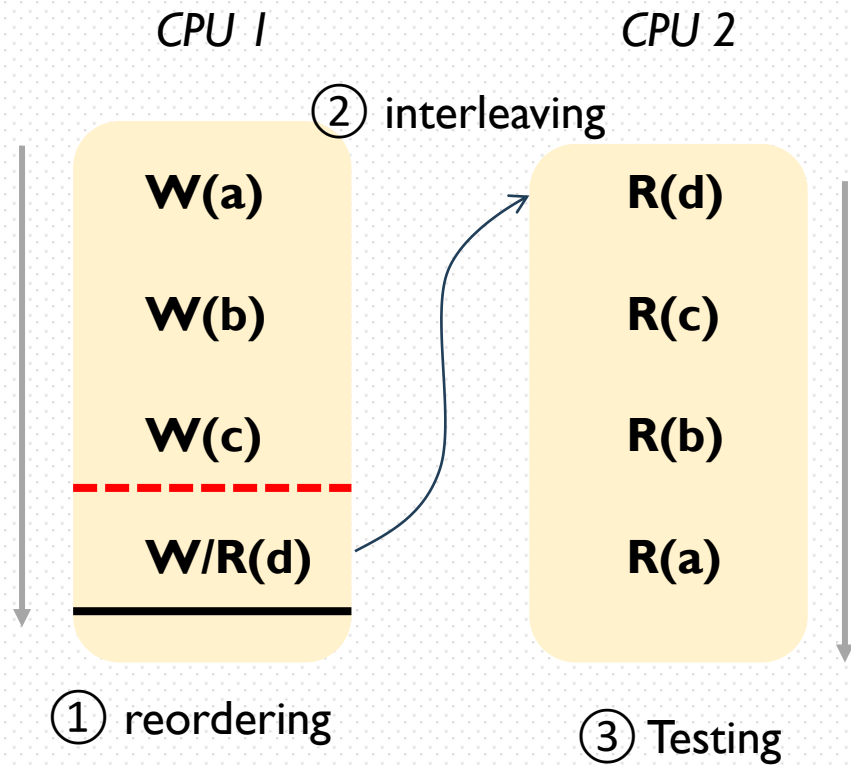 CPU 1
CPU 2
② interleaving
W(a)
R(d)
W(b)
R(c)
W(c)
R(b)
W/R(d)
R(a)
① reordering
③ Testing